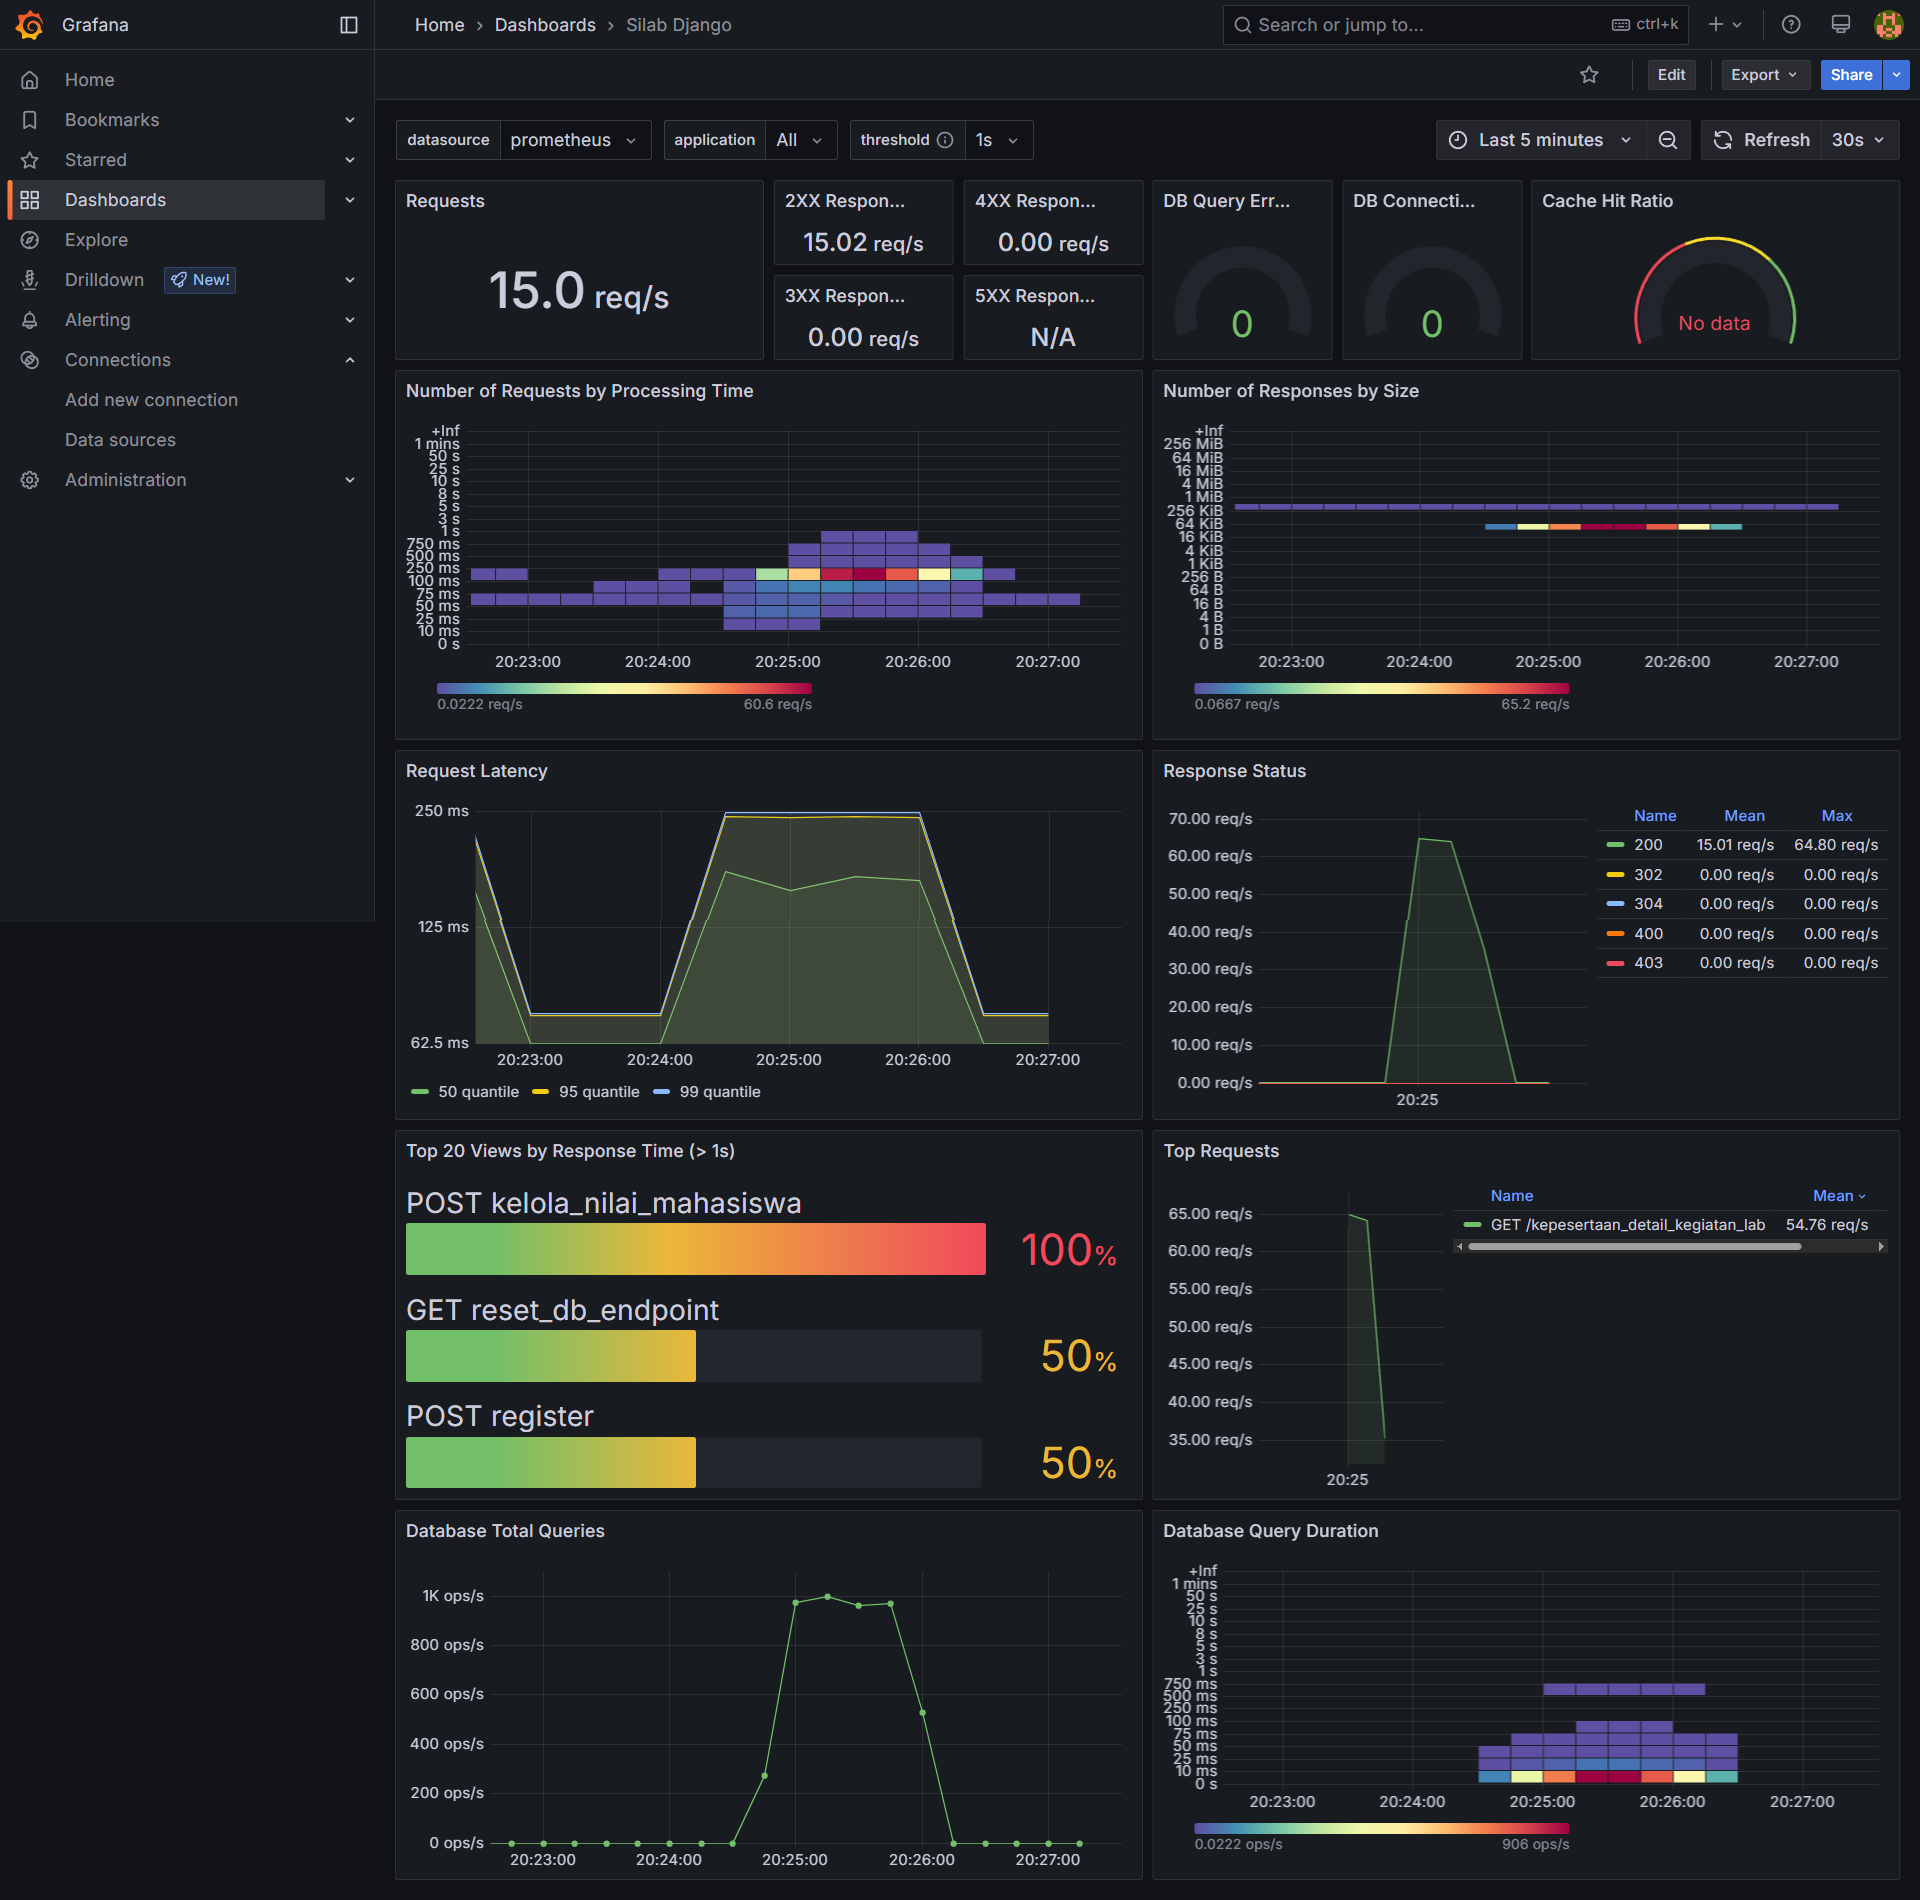 Grafana
Home › Dashboards › Silab Django
Search or jump to...
ctrl+k
Home
Bookmarks
Starred
Dashboards
Explore
Drilldown New!
Alerting
Connections
Add new connection
Data sources
Administration
Edit
Export
Share
datasource prometheus
application All
threshold 1s
Last 5 minutes
Refresh 30s
Requests
15.0 req/s
2XX Respon...
15.02 req/s
4XX Respon...
0.00 req/s
3XX Respon...
0.00 req/s
5XX Respon...
N/A
DB Query Err...
0
DB Connecti...
0
Cache Hit Ratio
No data
Number of Requests by Processing Time
+Inf
1 mins
50 s
25 s
10 s
8 s
5 s
3 s
1 s
750 ms
500 ms
250 ms
100 ms
75 ms
50 ms
25 ms
10 ms
0 s
20:23:00 20:24:00 20:25:00 20:26:00 20:27:00
0.0222 req/s 60.6 req/s
Number of Responses by Size
+Inf
256 MiB
64 MiB
16 MiB
4 MiB
1 MiB
256 KiB
64 KiB
16 KiB
4 KiB
1 KiB
256 B
64 B
16 B
4 B
1 B
0 B
20:23:00 20:24:00 20:25:00 20:26:00 20:27:00
0.0667 req/s 65.2 req/s
Request Latency
250 ms
125 ms
62.5 ms
20:23:00 20:24:00 20:25:00 20:26:00 20:27:00
50 quantile 95 quantile 99 quantile
Response Status
70.00 req/s
60.00 req/s
50.00 req/s
40.00 req/s
30.00 req/s
20.00 req/s
10.00 req/s
0.00 req/s
20:25
Name Mean Max
200 15.01 req/s 64.80 req/s
302 0.00 req/s 0.00 req/s
304 0.00 req/s 0.00 req/s
400 0.00 req/s 0.00 req/s
403 0.00 req/s 0.00 req/s
Top 20 Views by Response Time (> 1s)
POST kelola_nilai_mahasiswa
100%
GET reset_db_endpoint
50%
POST register
50%
Top Requests
65.00 req/s
60.00 req/s
55.00 req/s
50.00 req/s
45.00 req/s
40.00 req/s
35.00 req/s
20:25
Name Mean
GET /kepesertaan_detail_kegiatan_lab 54.76 req/s
Database Total Queries
1K ops/s
800 ops/s
600 ops/s
400 ops/s
200 ops/s
0 ops/s
20:23:00 20:24:00 20:25:00 20:26:00 20:27:00
Database Query Duration
+Inf
1 mins
50 s
25 s
10 s
8 s
5 s
3 s
1 s
750 ms
500 ms
250 ms
100 ms
75 ms
50 ms
25 ms
10 ms
0 s
20:23:00 20:24:00 20:25:00 20:26:00 20:27:00
0.0222 ops/s 906 ops/s